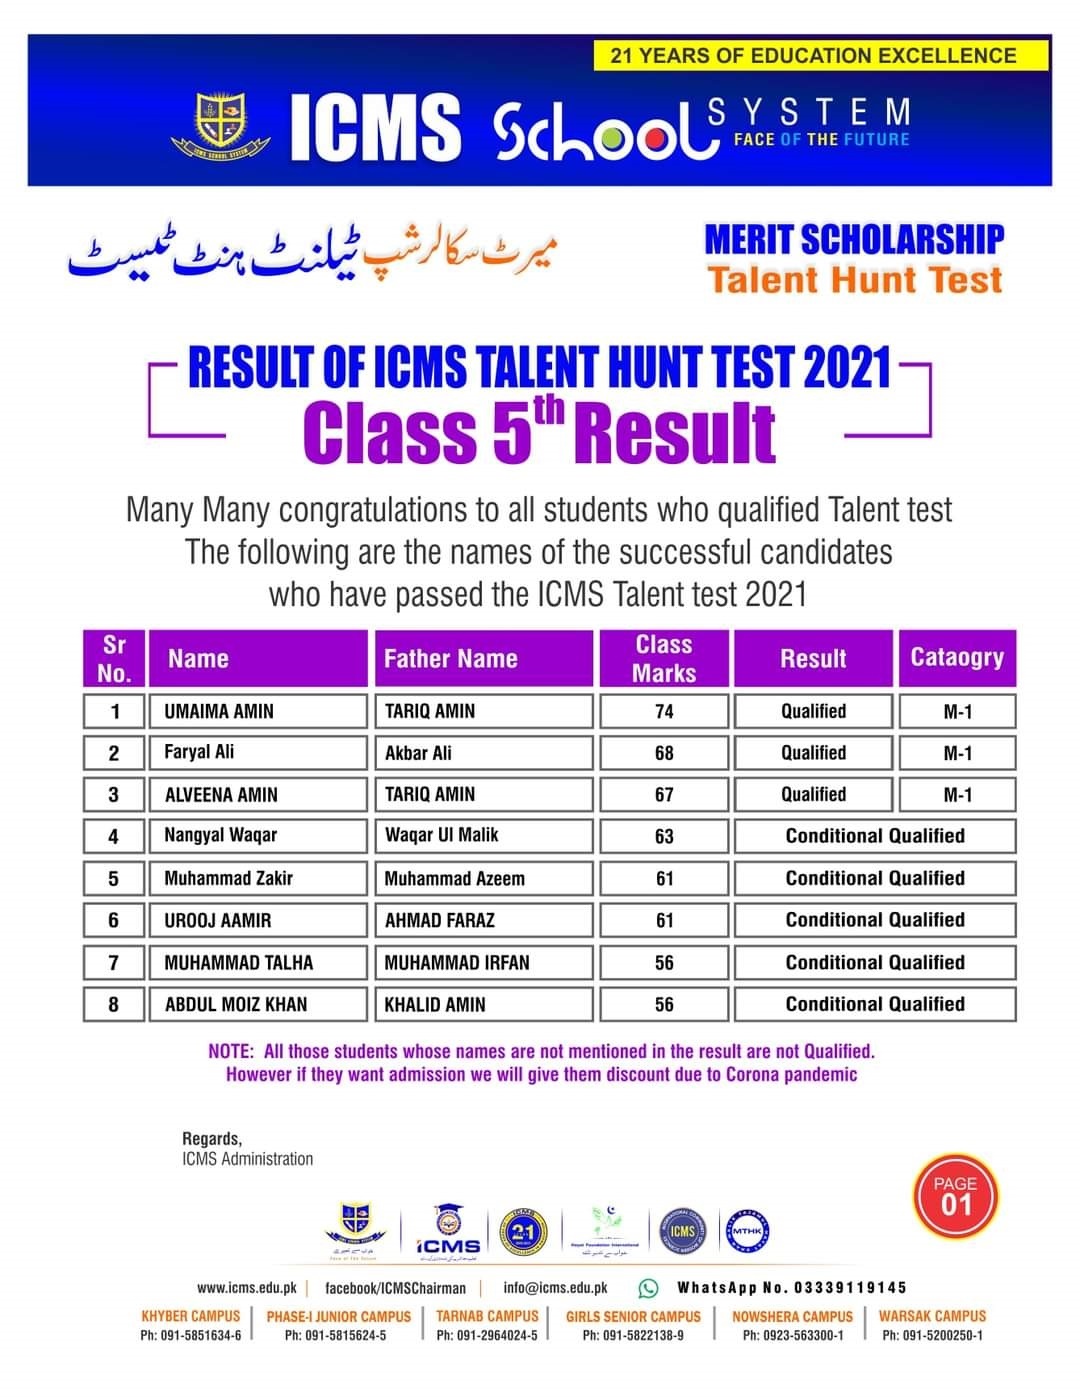 21 YEARS OF EDUCATION EXCELLENCE
ICMS SCHOOL SYSTEM
ICMS School SYSTEM
FACE OF THE FUTURE
میرٹ سکالرشپ ٹیلنٹ ہنٹ ٹیسٹ
MERIT SCHOLARSHIP
Talent Hunt Test
RESULT OF ICMS TALENT HUNT TEST 2021
Class 5th Result
Many Many congratulations to all students who qualified Talent test
The following are the names of the successful candidates
who have passed the ICMS Talent test 2021
Sr No. Name Father Name Class Marks Result Cataogry
1 UMAIMA AMIN TARIQ AMIN 74 Qualified M-1
2 Faryal Ali Akbar Ali 68 Qualified M-1
3 ALVEENA AMIN TARIQ AMIN 67 Qualified M-1
4 Nangyal Waqar Waqar Ul Malik 63 Conditional Qualified
5 Muhammad Zakir Muhammad Azeem 61 Conditional Qualified
6 UROOJ AAMIR AHMAD FARAZ 61 Conditional Qualified
7 MUHAMMAD TALHA MUHAMMAD IRFAN 56 Conditional Qualified
8 ABDUL MOIZ KHAN KHALID AMIN 56 Conditional Qualified
NOTE: All those students whose names are not mentioned in the result are not Qualified.
However if they want admission we will give them discount due to Corona pandemic
Regards,
ICMS Administration
PAGE
01
ICMS
21
ICMS
MTHK
www.icms.edu.pk facebook/ICMSChairman info@icms.edu.pk WhatsApp No. 03339119145
KHYBER CAMPUS PHASE-I JUNIOR CAMPUS TARNAB CAMPUS GIRLS SENIOR CAMPUS NOWSHERA CAMPUS WARSAK CAMPUS
Ph: 091-5851634-6 Ph: 091-5815624-5 Ph: 091-2964024-5 Ph: 091-5822138-9 Ph: 0923-563300-1 Ph: 091-5200250-1